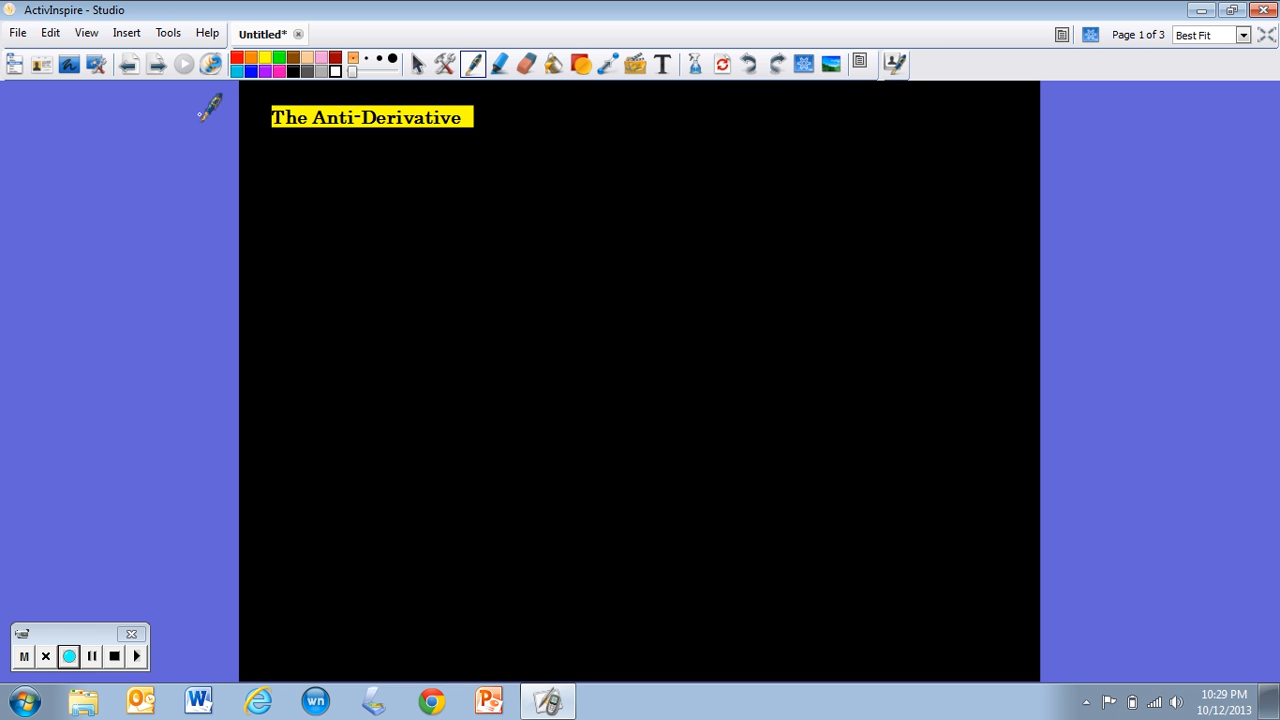 ActivInspire - Studio
File Edit View Insert Tools Help Untitled* Page 1 of 3 Best Fit
T
The Anti-Derivative
M
W wn P
10:29 PM
10/12/2013